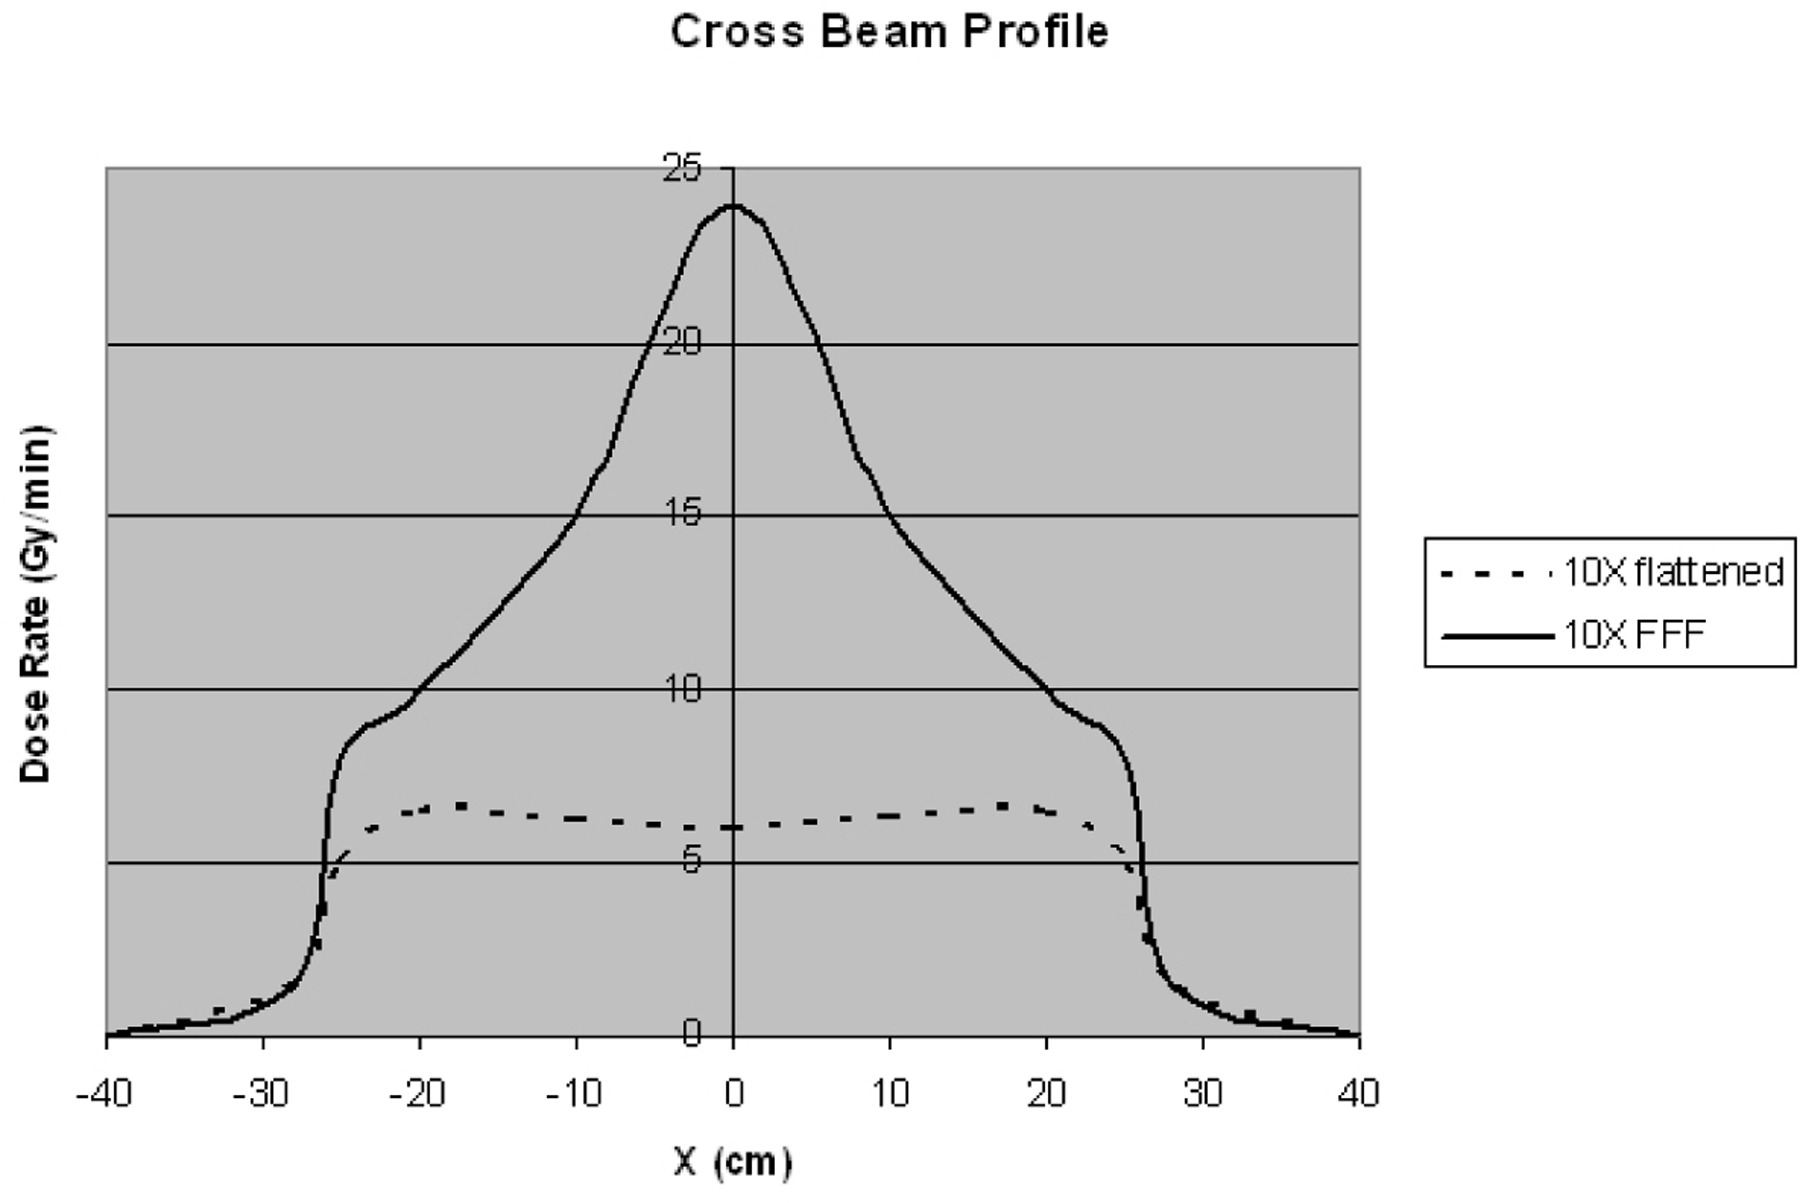 Cross Beam Profile
25
20
15
10
5
0
-40 -30 -20 -10 0 10 20 30 40
X (cm)
Dose Rate (Gy/min)
10X flattened
10X FFF